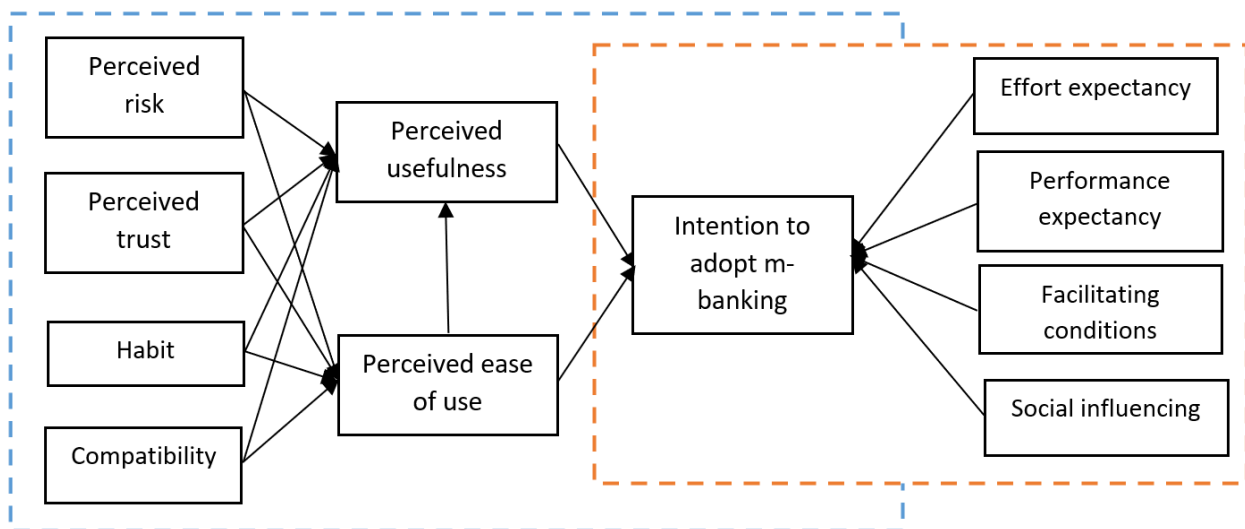 Perceived
risk
Perceived
trust
Habit
Compatibility
Perceived
usefulness
Perceived ease
of use
Intention to
adopt m-
banking
Effort expectancy
Performance
expectancy
Facilitating
conditions
Social influencing